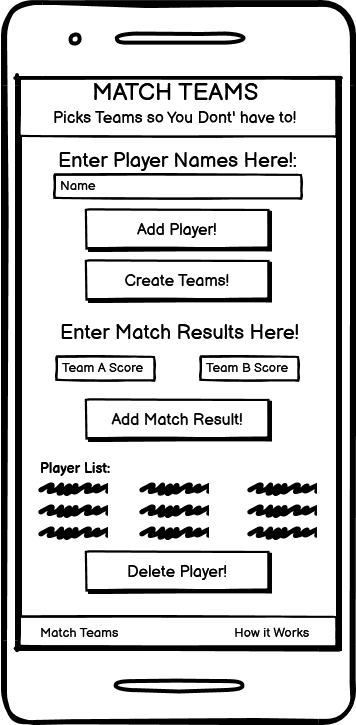 MATCH TEAMS
Picks Teams so You Dont' have to!
Enter Player Names Here!:
Name
Add Player!
Create Teams!
Enter Match Results Here!
Team A Score
Team B Score
Add Match Result!
Player List:
Delete Player!
Match Teams
How it Works